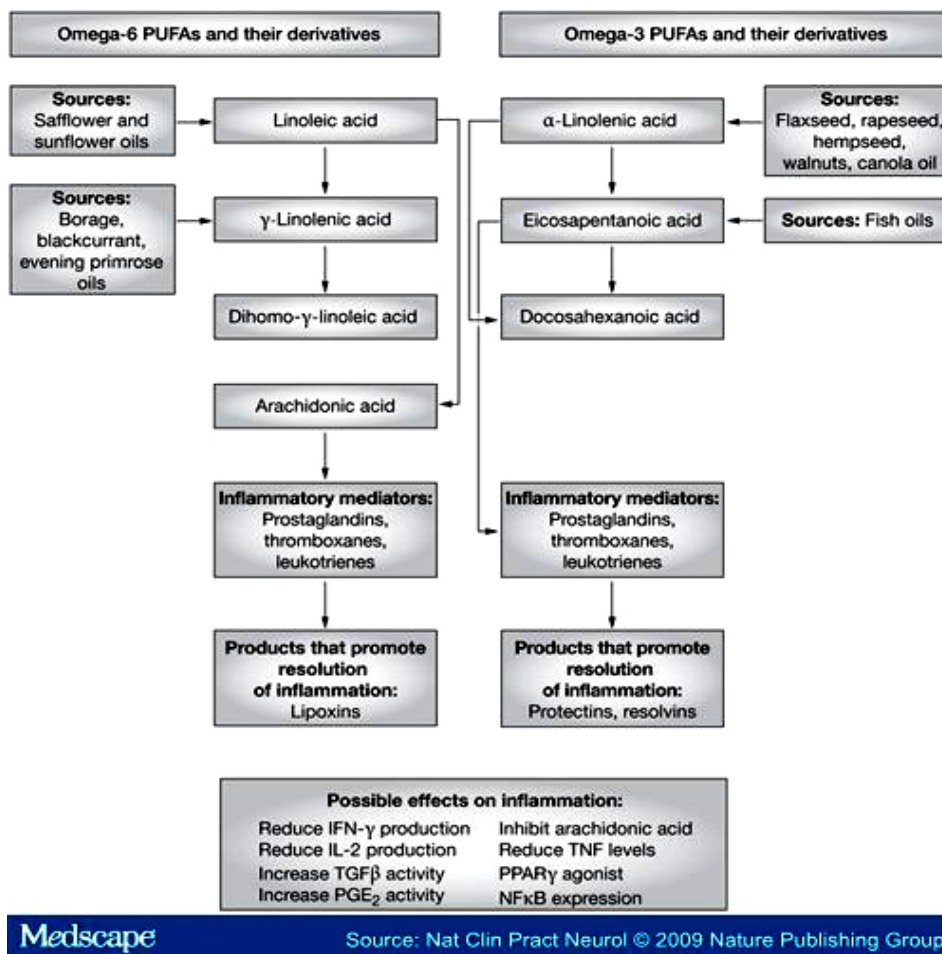 Omega-6 PUFAs and their derivatives
Omega-3 PUFAs and their derivatives
Sources:
Safflower and
sunflower oils
Linoleic acid
α-Linolenic acid
Sources:
Flaxseed, rapeseed,
hempseed,
walnuts, canola oil
Sources:
Borage,
blackcurrant,
evening primrose
oils
γ-Linolenic acid
Eicosapentanoic acid
Sources: Fish oils
Dihomo-γ-linoleic acid
Docosahexanoic acid
Arachidonic acid
Inflammatory mediators:
Prostaglandins,
thromboxanes,
leukotrienes
Inflammatory mediators:
Prostaglandins,
thromboxanes,
leukotrienes
Products that promote
resolution
of inflammation:
Lipoxins
Products that promote
resolution
of inflammation:
Protectins, resolvins
Possible effects on inflammation:
Reduce IFN-γ production
Reduce IL-2 production
Increase TGFβ activity
Increase PGE₂ activity
Inhibit arachidonic acid
Reduce TNF levels
PPARγ agonist
NFκB expression
Medscape
Source: Nat Clin Pract Neurol © 2009 Nature Publishing Group